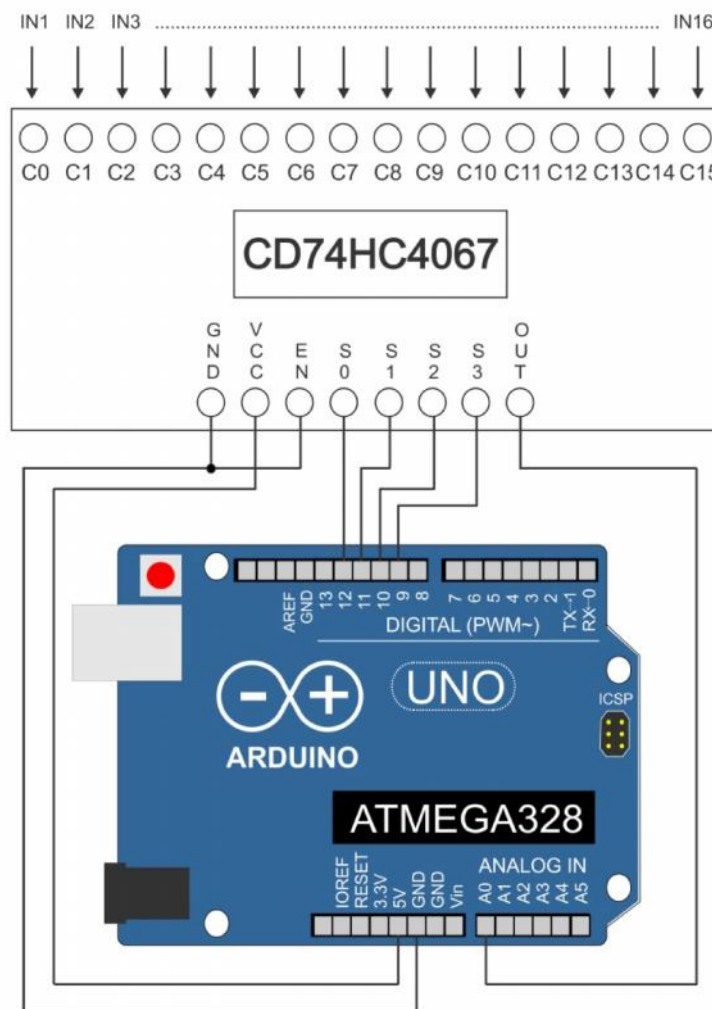 IN1 IN2 IN3 ........................................................ IN16
C0 C1 C2 C3 C4 C5 C6 C7 C8 C9 C10 C11 C12 C13 C14 C15
CD74HC4067
GND VCC EN S0 S1 S2 S3 OUT
AREF GND 13 12 11 10 9 8 7 6 5 4 3 2 TX→1 RX←0
DIGITAL (PWM~)
UNO
ICSP
ARDUINO
ATMEGA328
ANALOG IN
IOREF RESET 3.3V 5V GND GND Vin A0 A1 A2 A3 A4 A5